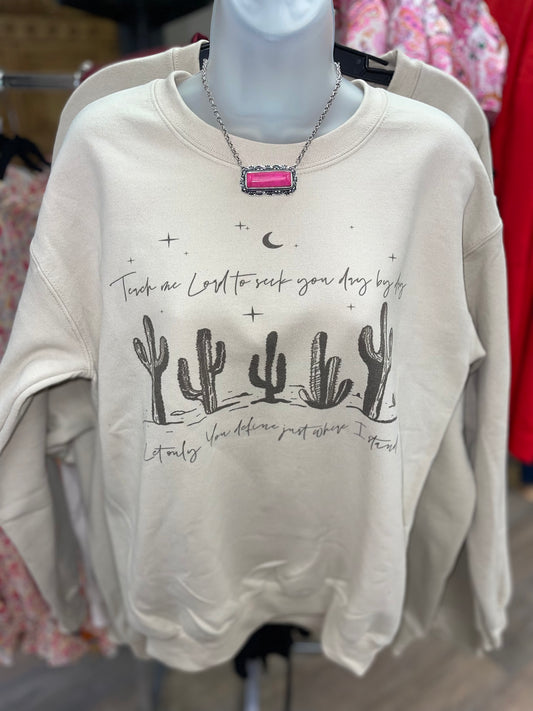 Teach me Lord to seek you day by day
Let only You define just where I stand